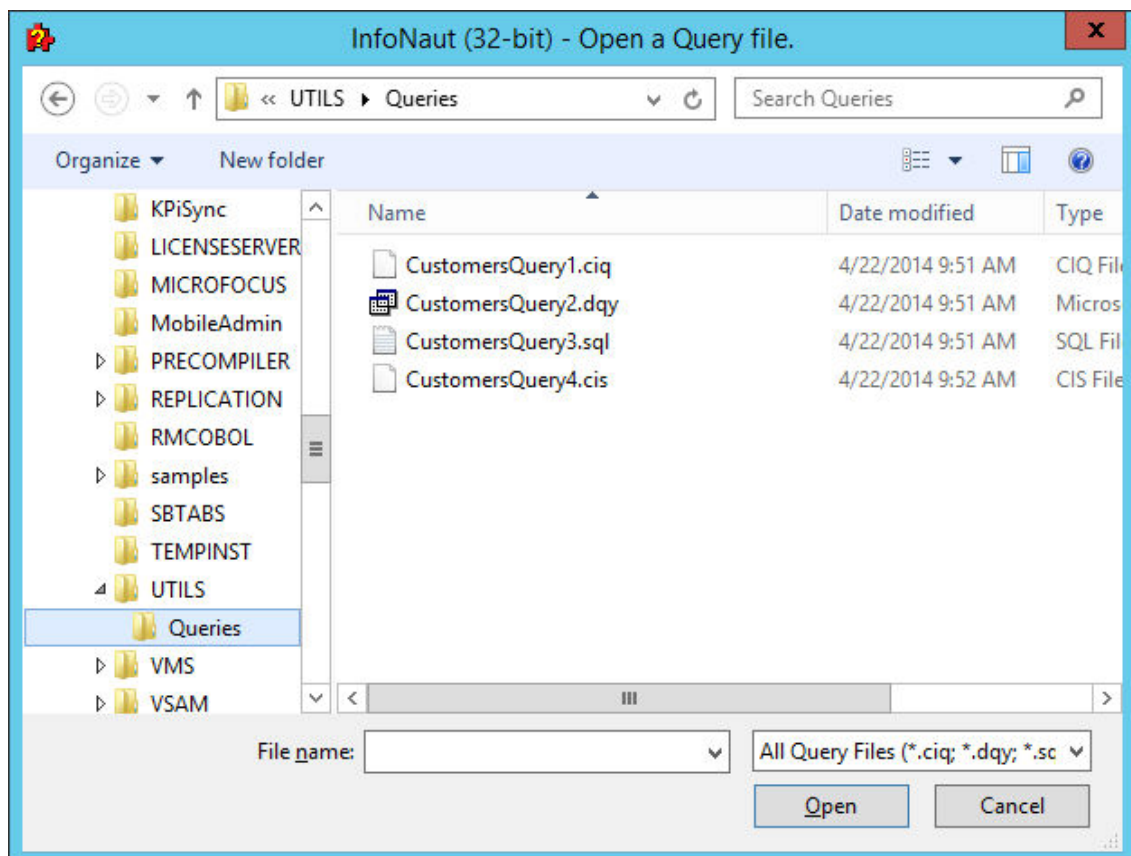 InfoNaut (32-bit) - Open a Query file.
x
« UTILS Queries
Search Queries
Organize New folder
KPiSync
LICENSESERVER
MICROFOCUS
MobileAdmin
PRECOMPILER
REPLICATION
RMCOBOL
samples
SBTABS
TEMPINST
UTILS
Queries
VMS
VSAM
Name Date modified Type
CustomersQuery1.ciq 4/22/2014 9:51 AM CIQ File
CustomersQuery2.dqy 4/22/2014 9:51 AM Micros
CustomersQuery3.sql 4/22/2014 9:51 AM SQL Fil
CustomersQuery4.cis 4/22/2014 9:52 AM CIS File
File name:
All Query Files (*.ciq; *.dqy; *.sq
Open Cancel